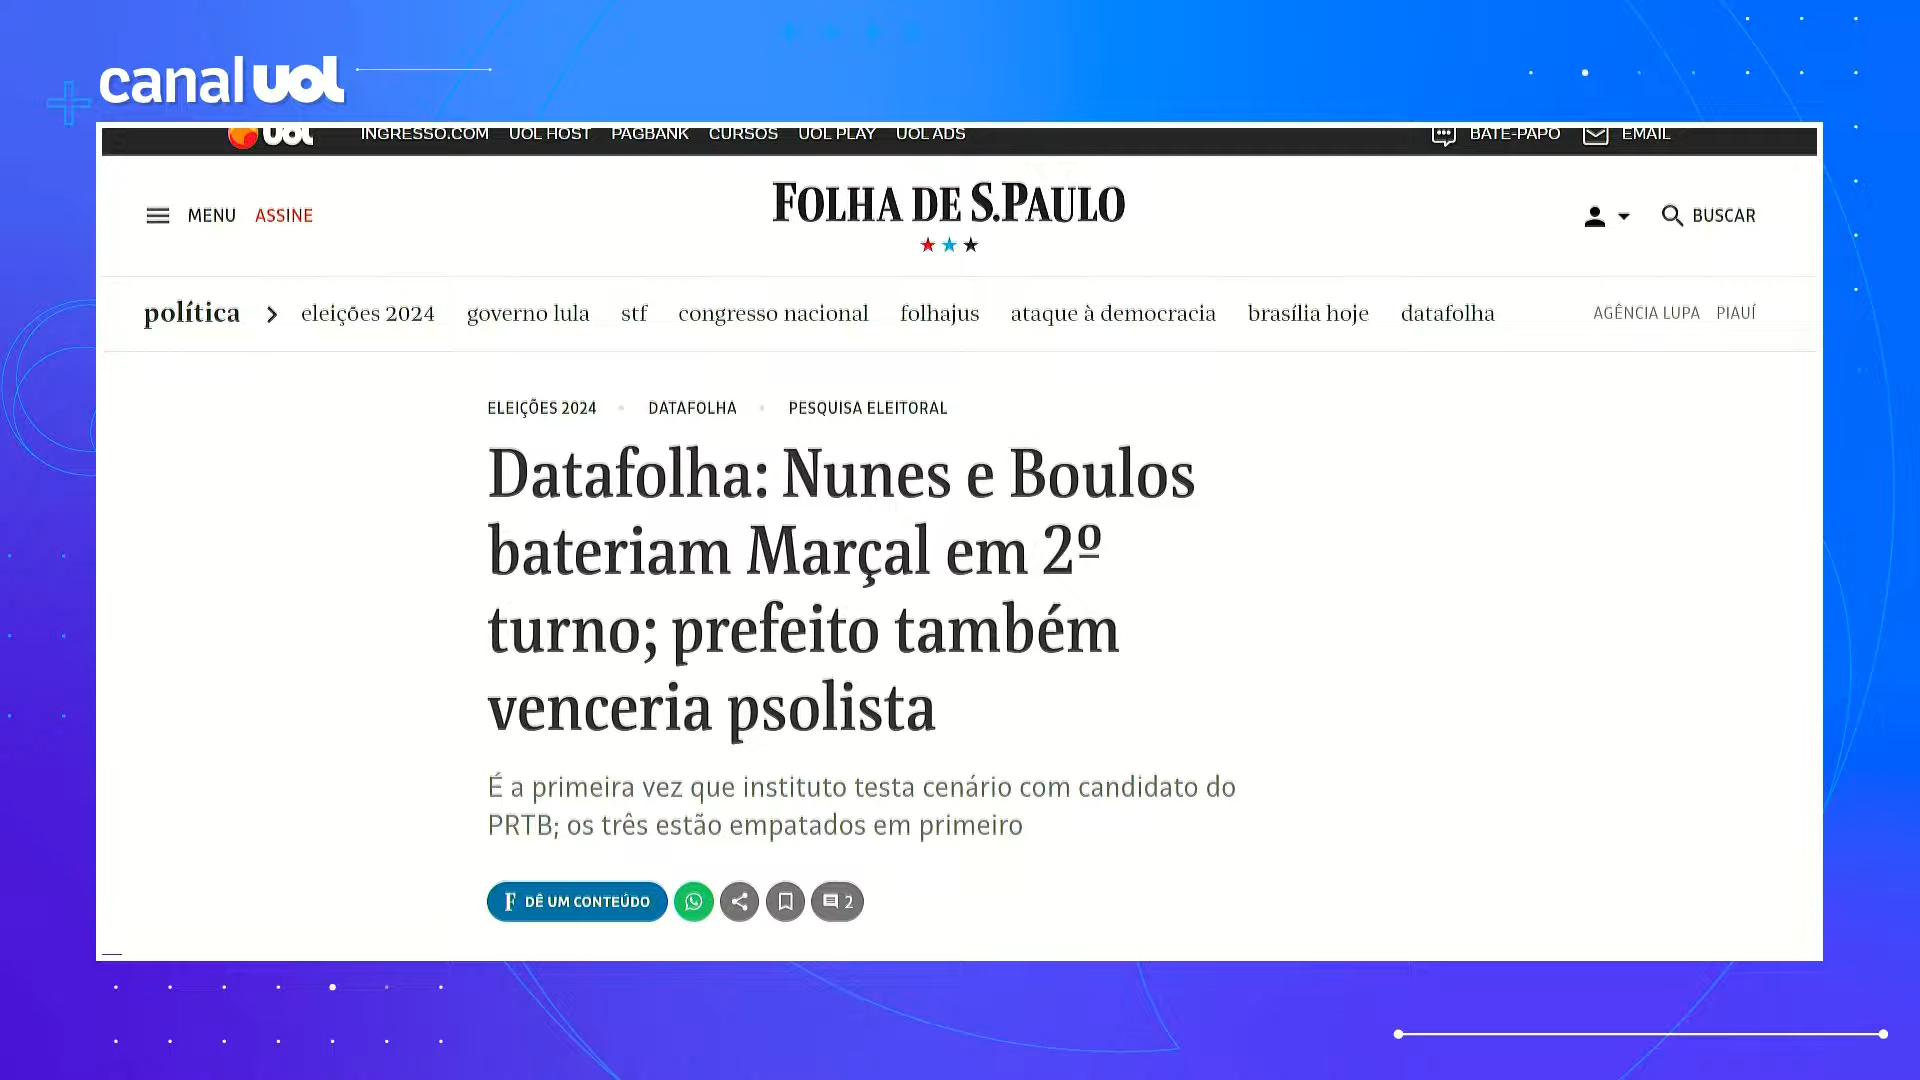 canal uol
uol INGRESSO.COM UOL HOST PAGBANK CURSOS UOL PLAY UOL ADS BATE-PAPO EMAIL
MENU ASSINE FOLHA DE S.PAULO BUSCAR
política eleições 2024 governo lula stf congresso nacional folhajus ataque à democracia brasília hoje datafolha AGÊNCIA LUPA PIAUÍ
ELEIÇÕES 2024 • DATAFOLHA • PESQUISA ELEITORAL
Datafolha: Nunes e Boulos
bateriam Marçal em 2º
turno; prefeito também
venceria psolista
É a primeira vez que instituto testa cenário com candidato do
PRTB; os três estão empatados em primeiro
F DÊ UM CONTEÚDO 2